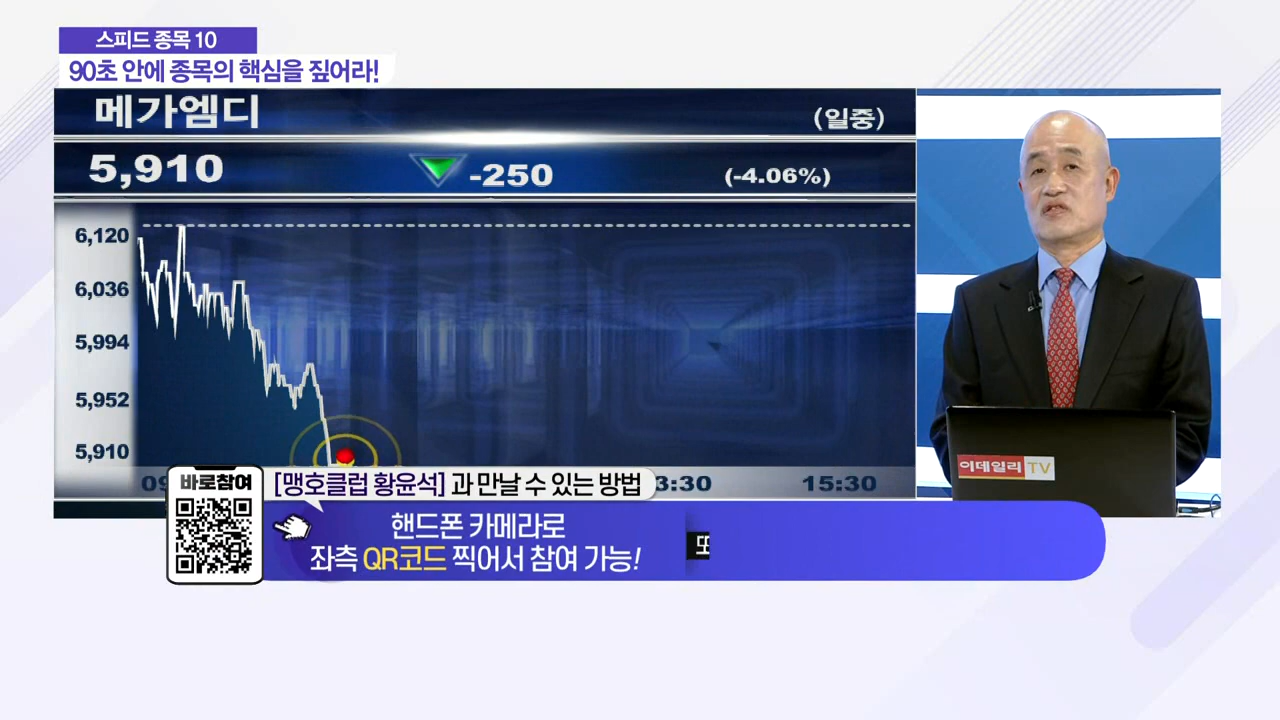 스피드 종목 10
90초 안에 종목의 핵심을 짚어라!
메가엠디
(일중)
5,910
-250
(-4.06%)
6,120
6,036
5,994
5,952
5,910
15:30
이데일리 TV
바로참여
[맹호클럽 황윤석] 과 만날 수 있는 방법
핸드폰 카메라로
좌측 QR코드 찍어서 참여 가능!
또